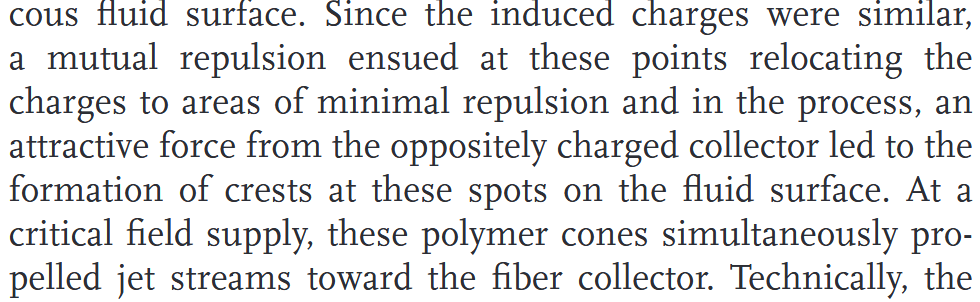 cous fluid surface. Since the induced charges were similar,
a mutual repulsion ensued at these points relocating the
charges to areas of minimal repulsion and in the process, an
attractive force from the oppositely charged collector led to the
formation of crests at these spots on the fluid surface. At a
critical field supply, these polymer cones simultaneously pro-
pelled jet streams toward the fiber collector. Technically, the